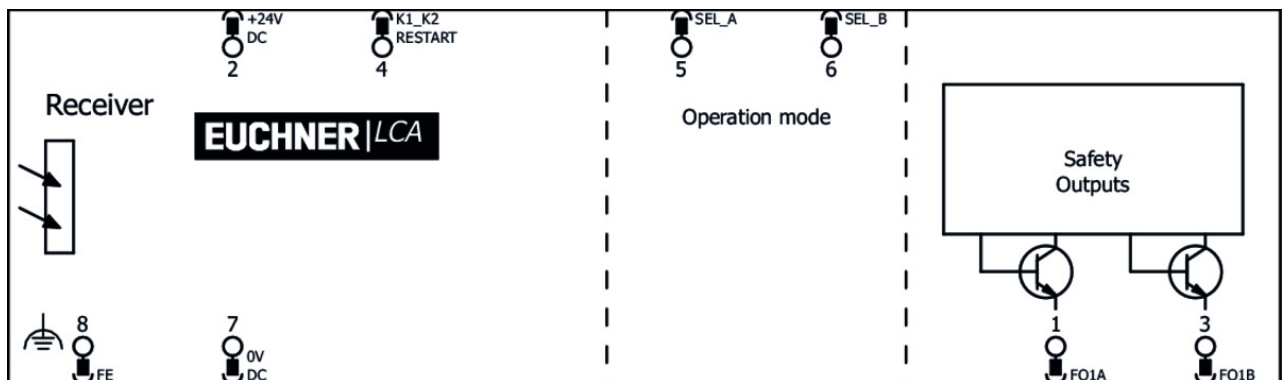 +24V
DC
2
K1_K2
RESTART
4
SEL_A
5
SEL_B
6
Receiver
EUCHNER LCA
Operation mode
Safety
Outputs
8
FE
7
0V
DC
1
FO1A
3
FO1B